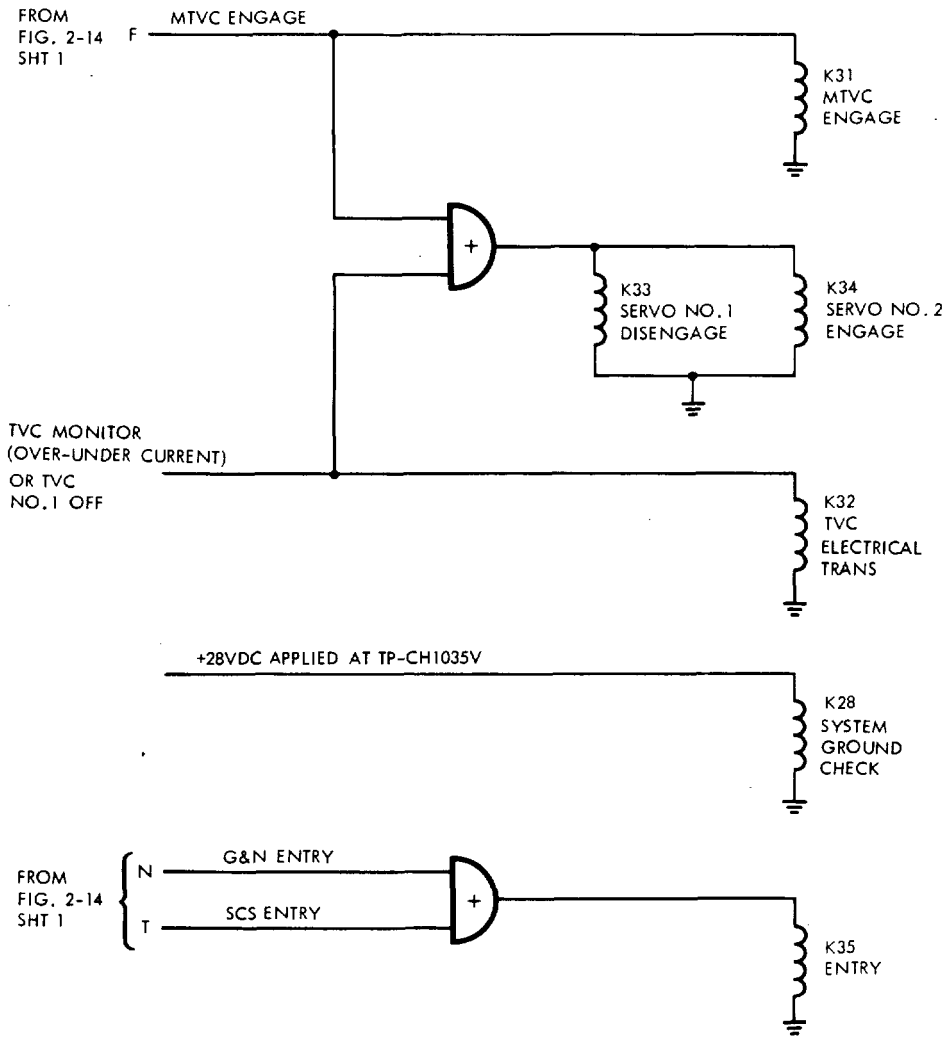 FROM
FIG. 2-14
SHT 1
F
MTVC ENGAGE
K31
MTVC
ENGAGE
+
K33
SERVO NO.1
DISENGAGE
K34
SERVO NO.2
ENGAGE
TVC MONITOR
(OVER-UNDER CURRENT)
OR TVC
NO.1 OFF
K32
TVC
ELECTRICAL
TRANS
+28VDC APPLIED AT TP-CH1035V
K28
SYSTEM
GROUND
CHECK
FROM
FIG. 2-14
SHT 1
N
G&N ENTRY
T
SCS ENTRY
+
K35
ENTRY